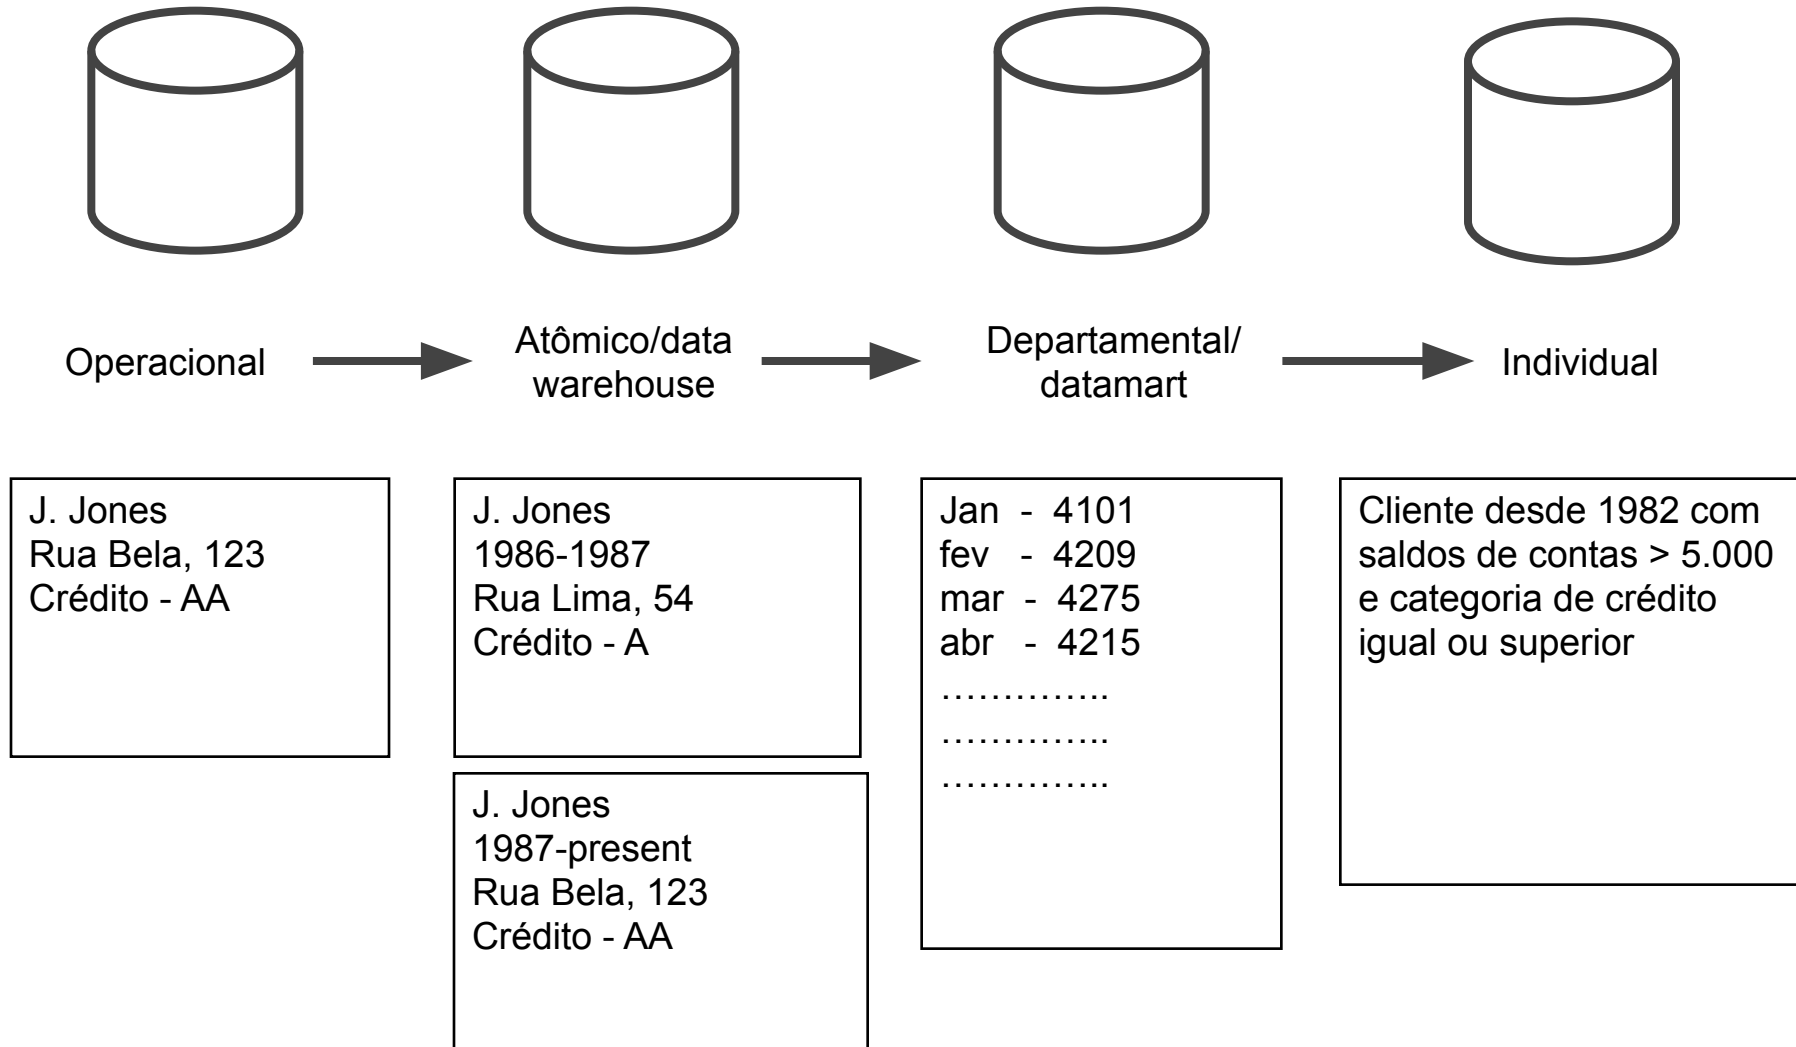 Operacional
Atômico/data
warehouse
Departamental/
datamart
Individual
J. Jones
Rua Bela, 123
Crédito - AA
J. Jones
1986-1987
Rua Lima, 54
Crédito - A
J. Jones
1987-present
Rua Bela, 123
Crédito - AA
Jan - 4101
fev - 4209
mar - 4275
abr - 4215
…………..
…………..
…………..
Cliente desde 1982 com
saldos de contas > 5.000
e categoria de crédito
igual ou superior